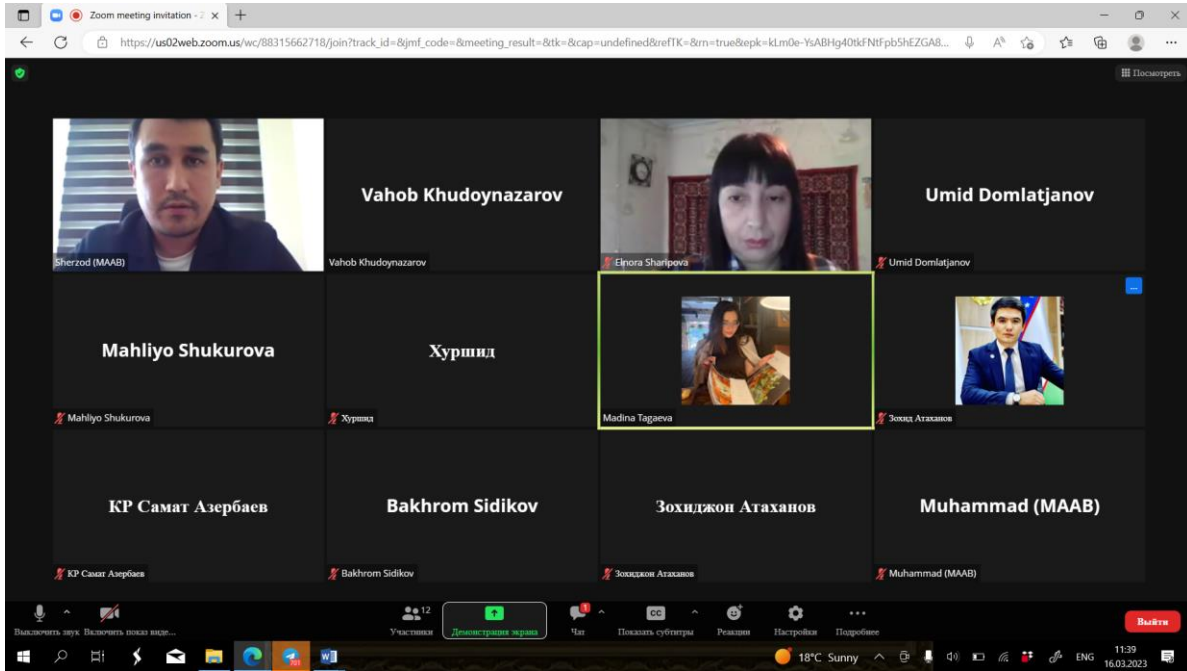 Zoom meeting invitation - Z
https://us02web.zoom.us/wc/88315662718/join?track_id=&jmf_code=&meeting_result=&tk=&cap=undefined&refTK=&rn=true&epk=kLm0e-YsABHg40tkFNtFpb5hEZGA8...
Посмотреть
Sherzod (MAAB)
Vahob Khudoynazarov
Vahob Khudoynazarov
Elnora Sharipova
Umid Domlatjanov
Umid Domlatjanov
Mahliyo Shukurova
Mahliyo Shukurova
Хуршид
Хуршид
Madina Tagaeva
Зохид Атаханов
КР Самат Азербаев
КР Самат Азербаев
Bakhrom Sidikov
Bakhrom Sidikov
Зохиджон Атаханов
Зохиджон Атаханов
Muhammad (MAAB)
Muhammad (MAAB)
Выключить звук
Включить показ виде...
12
Участники
Демонстрация экрана
1
Чат
CC
Показать субтитры
Реакции
Настройки
Подробнее
Выйти
18°C Sunny
ENG
11:39
16.03.2023